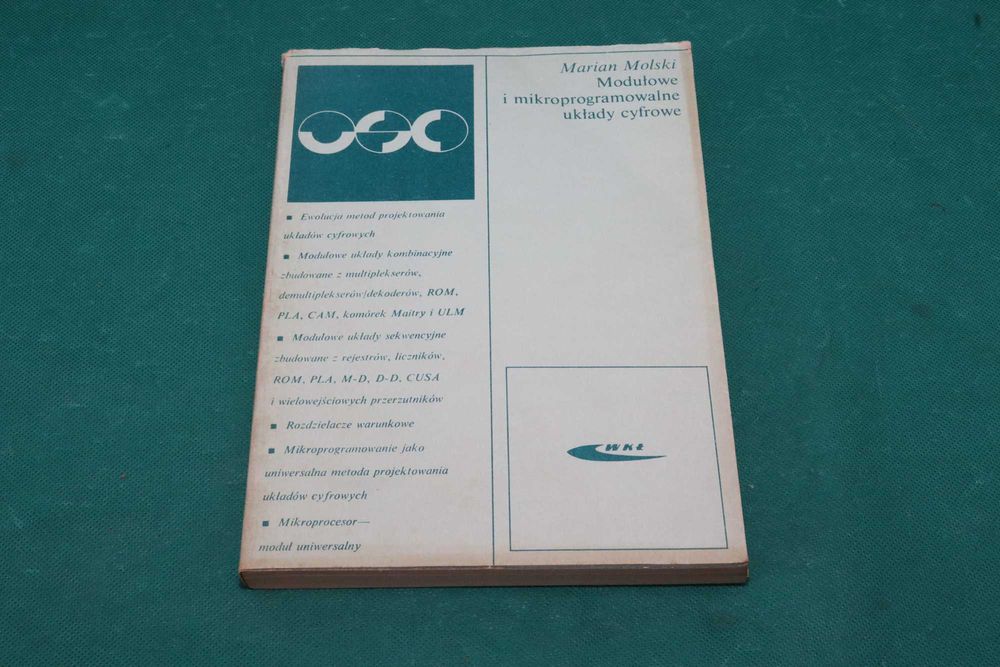 Marian Molski
Modułowe
i mikroprogramowalne
układy cyfrowe
■ Ewolucja metod projektowania
układów cyfrowych
■ Modułowe układy kombinacyjne
zbudowane z multiplekserów,
demultiplekserów/dekoderów, ROM,
PLA, CAM, komórek Maitry i ULM
■ Modułowe układy sekwencyjne
zbudowane z rejestrów, liczników,
ROM, PLA, M-D, D-D, CUSA
i wielowejściowych przerzutników
■ Rozdzielacze warunkowe
■ Mikroprogramowanie jako
uniwersalna metoda projektowania
układów cyfrowych
■ Mikroprocesor—
moduł uniwersalny
WKŁ